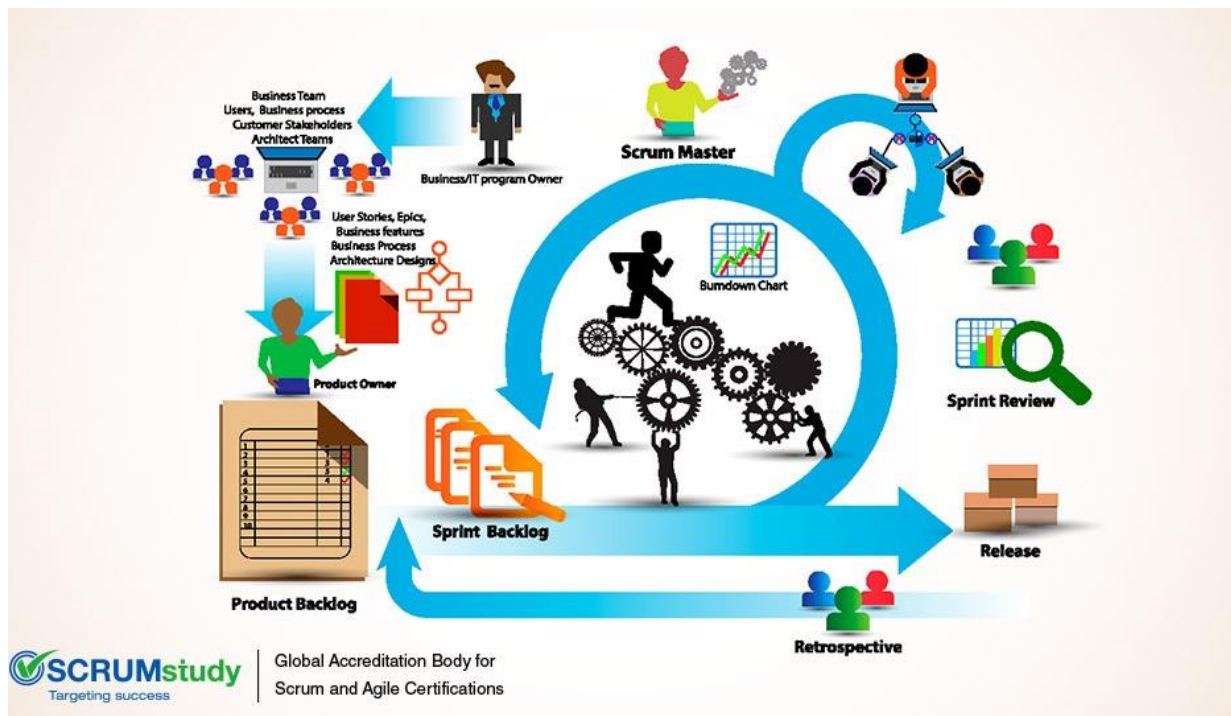 Business Team
Users, Business process
Customer Stakeholders
Architect Teams
Business/IT program Owner
Scrum Master
User Stories, Epics,
Business features
Business Process
Architecture Designs
Burndown Chart
Product Owner
Sprint Review
Sprint Backlog
Release
Product Backlog
Retrospective
SCRUMstudy
Targeting success
Global Accreditation Body for
Scrum and Agile Certifications